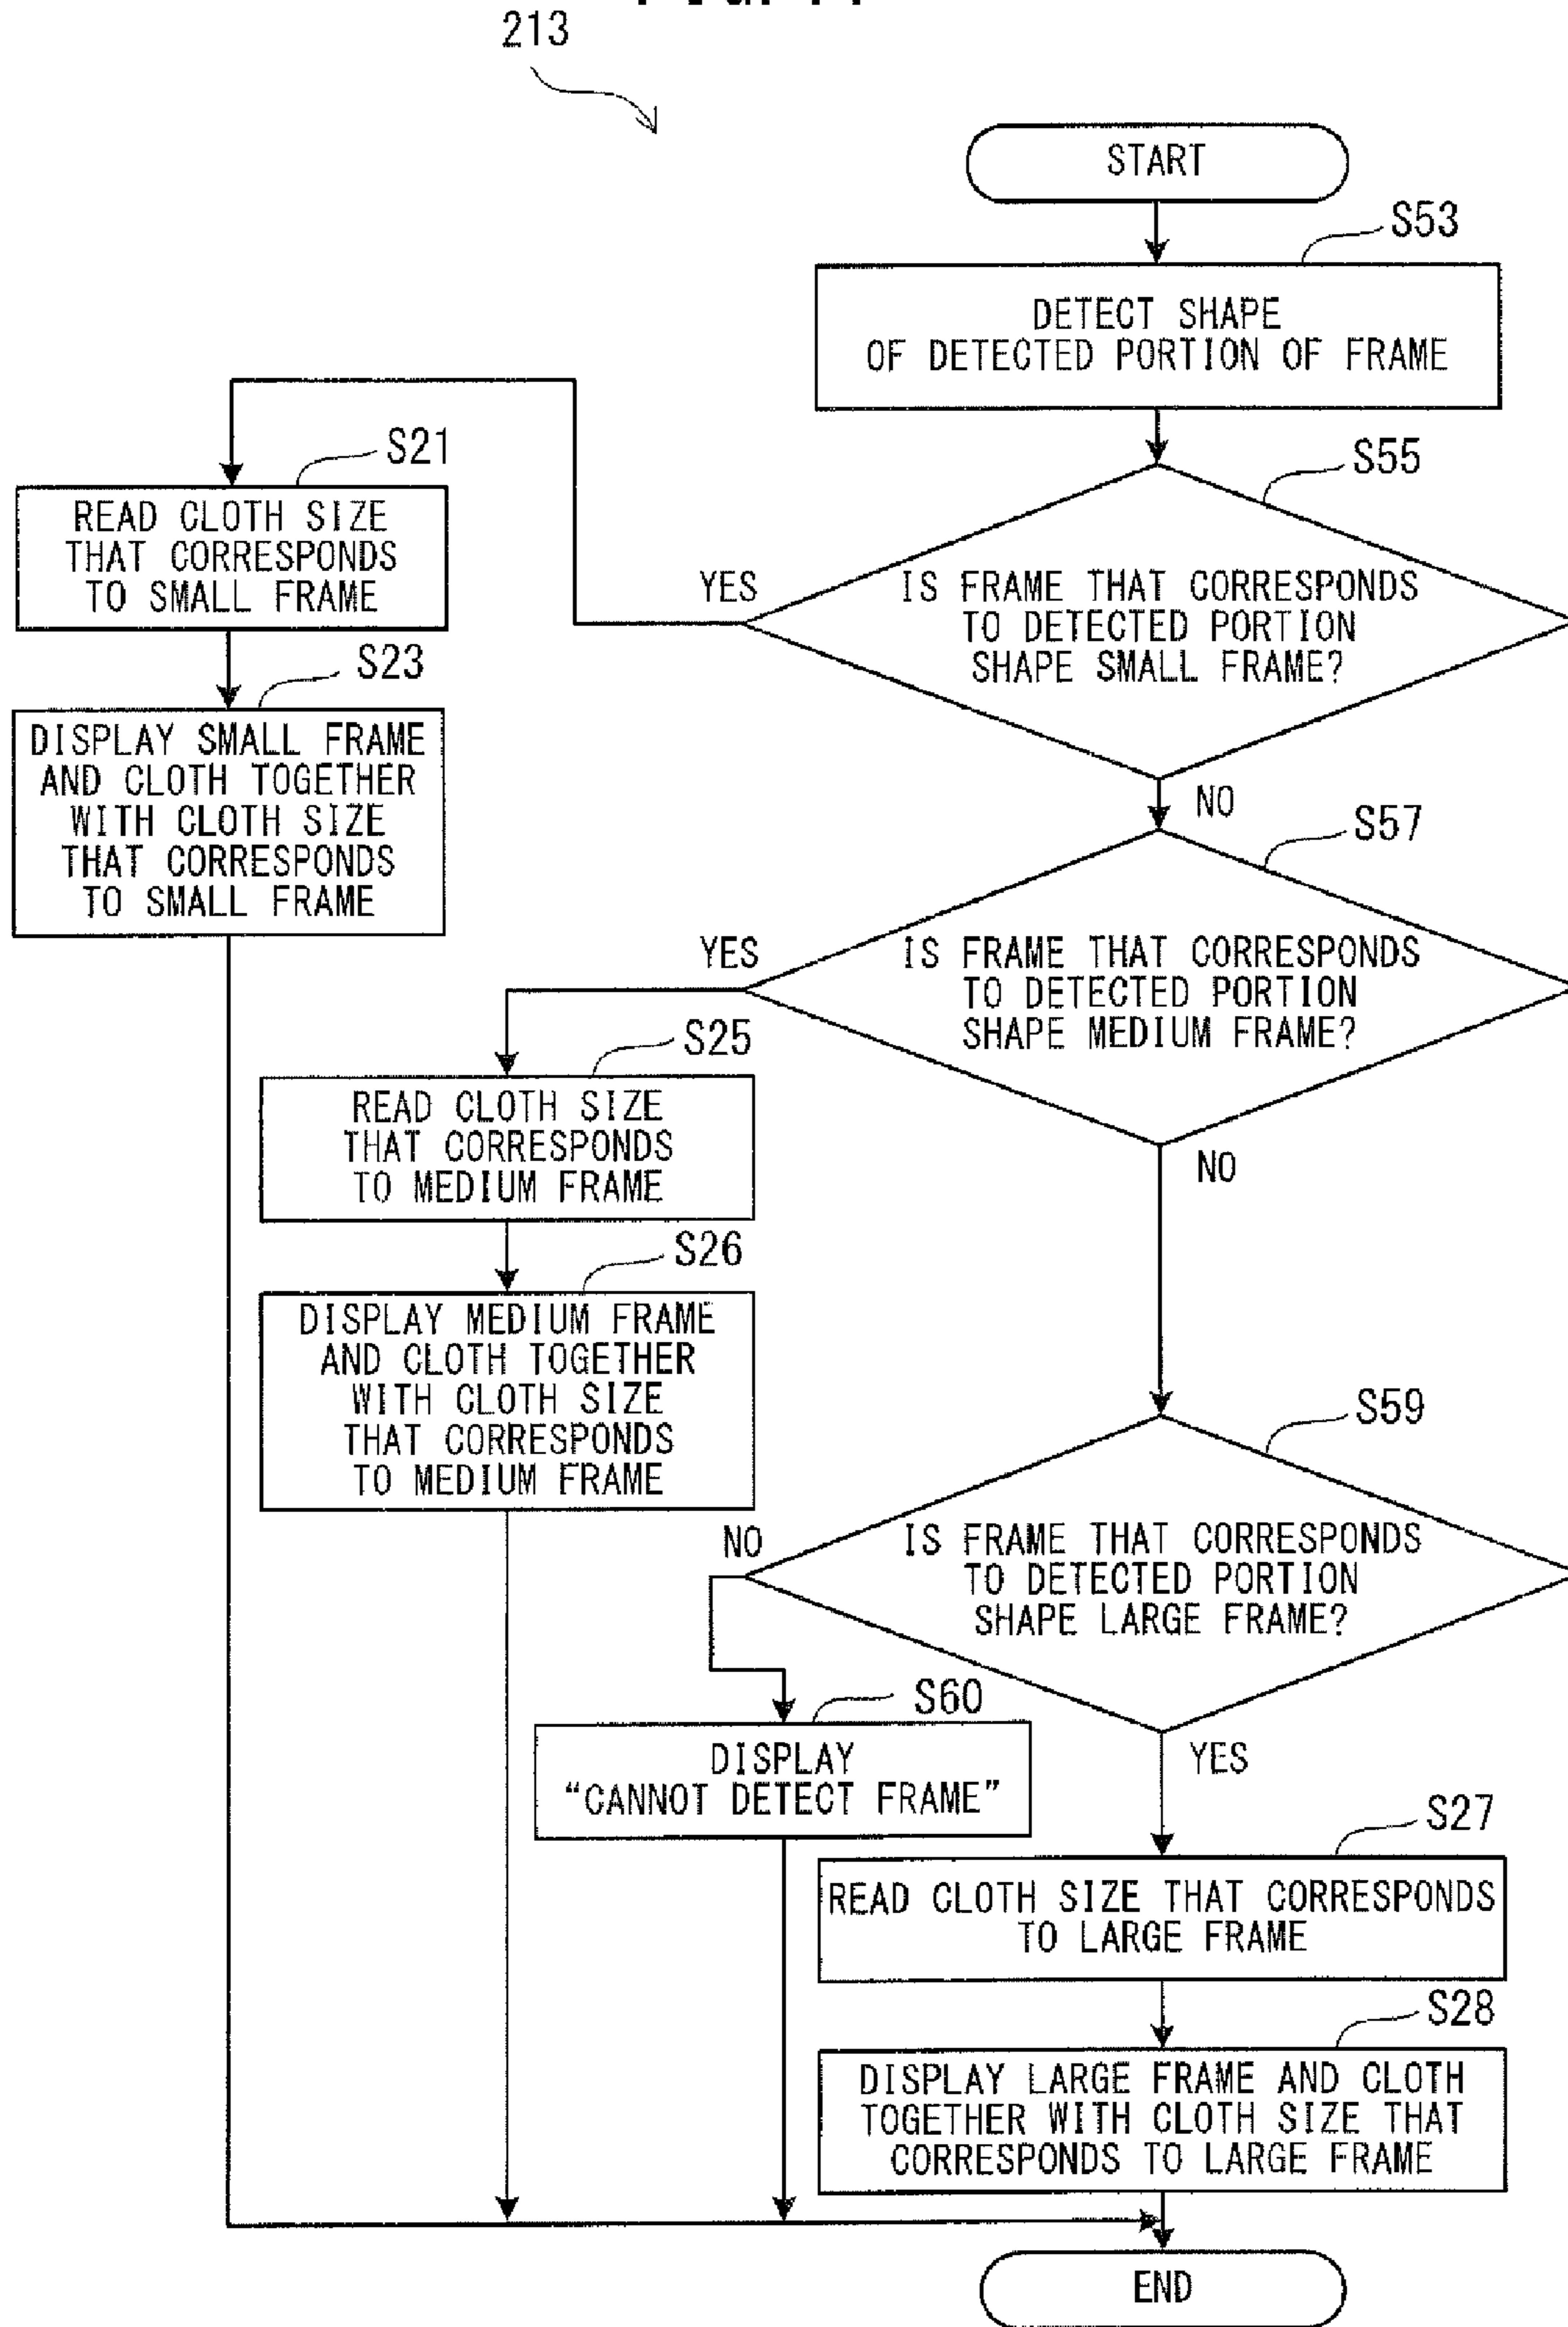 213
START
S53
DETECT SHAPE
OF DETECTED PORTION OF FRAME
S55
IS FRAME THAT CORRESPONDS
TO DETECTED PORTION
SHAPE SMALL FRAME?
YES
NO
S21
READ CLOTH SIZE
THAT CORRESPONDS
TO SMALL FRAME
S23
DISPLAY SMALL FRAME
AND CLOTH TOGETHER
WITH CLOTH SIZE
THAT CORRESPONDS
TO SMALL FRAME
S57
IS FRAME THAT CORRESPONDS
TO DETECTED PORTION
SHAPE MEDIUM FRAME?
YES
NO
S25
READ CLOTH SIZE
THAT CORRESPONDS
TO MEDIUM FRAME
S26
DISPLAY MEDIUM FRAME
AND CLOTH TOGETHER
WITH CLOTH SIZE
THAT CORRESPONDS
TO MEDIUM FRAME
S59
IS FRAME THAT CORRESPONDS
TO DETECTED PORTION
SHAPE LARGE FRAME?
NO
YES
S60
DISPLAY
“CANNOT DETECT FRAME”
S27
READ CLOTH SIZE THAT CORRESPONDS
TO LARGE FRAME
S28
DISPLAY LARGE FRAME AND CLOTH
TOGETHER WITH CLOTH SIZE THAT
CORRESPONDS TO LARGE FRAME
END